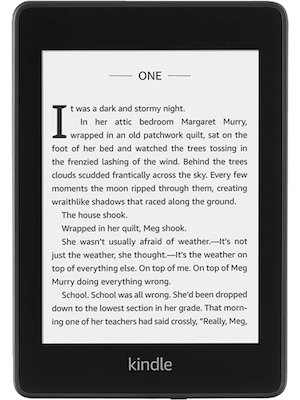 ONE
It was a dark and stormy night.
In her attic bedroom Margaret Murry,
wrapped in an old patchwork quilt, sat on the
foot of her bed and watched the trees tossing in
the frenzied lashing of the wind. Behind the trees
clouds scudded frantically across the sky. Every few
moments the moon ripped through them, creating
wraithlike shadows that raced along the ground.
The house shook.
Wrapped in her quilt, Meg shook.
She wasn't usually afraid of weather.—It's not
just the weather, she thought.—It's the weather on
top of everything else. On top of me. On top of Meg
Murry doing everything wrong.
School. School was all wrong. She'd been dropped
down to the lowest section in her grade. That morn-
ing one of her teachers had said crossly, "Really, Meg,
kindle